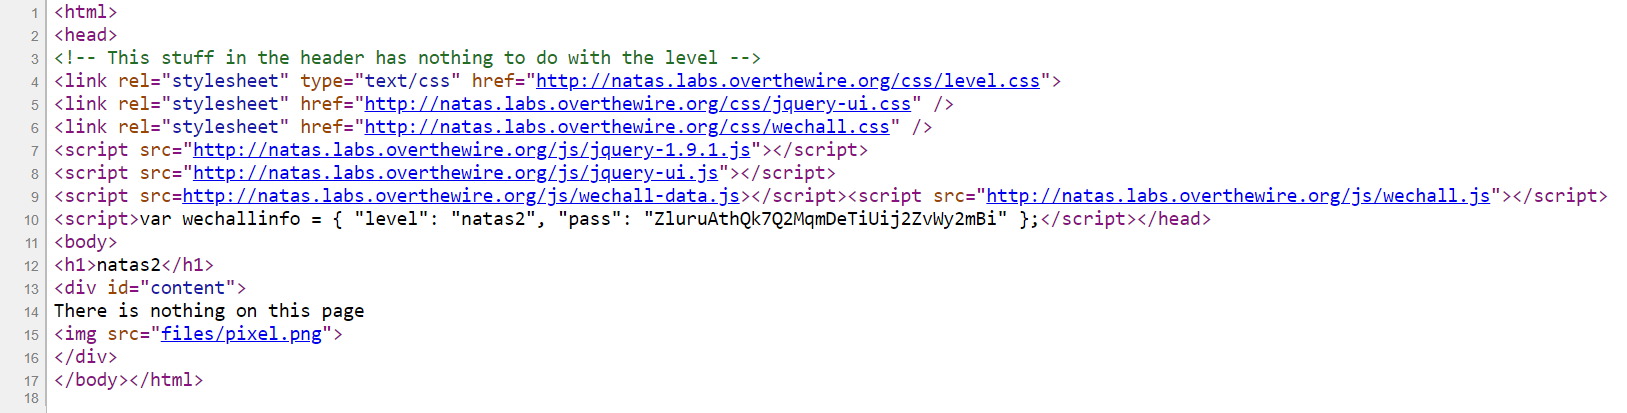 1 <html>
2 <head>
3 <!-- This stuff in the header has nothing to do with the level -->
4 <link rel="stylesheet" type="text/css" href="http://natas.labs.overthewire.org/css/level.css">
5 <link rel="stylesheet" href="http://natas.labs.overthewire.org/css/jquery-ui.css" />
6 <link rel="stylesheet" href="http://natas.labs.overthewire.org/css/wechall.css" />
7 <script src="http://natas.labs.overthewire.org/js/jquery-1.9.1.js"></script>
8 <script src="http://natas.labs.overthewire.org/js/jquery-ui.js"></script>
9 <script src=http://natas.labs.overthewire.org/js/wechall-data.js></script><script src="http://natas.labs.overthewire.org/js/wechall.js"></script>
10 <script>var wechallinfo = { "level": "natas2", "pass": "ZluruAthQk7Q2MqmDeTiUij2ZvWy2mBi" };</script></head>
11 <body>
12 <h1>natas2</h1>
13 <div id="content">
14 There is nothing on this page
15 <img src="files/pixel.png">
16 </div>
17 </body></html>
18